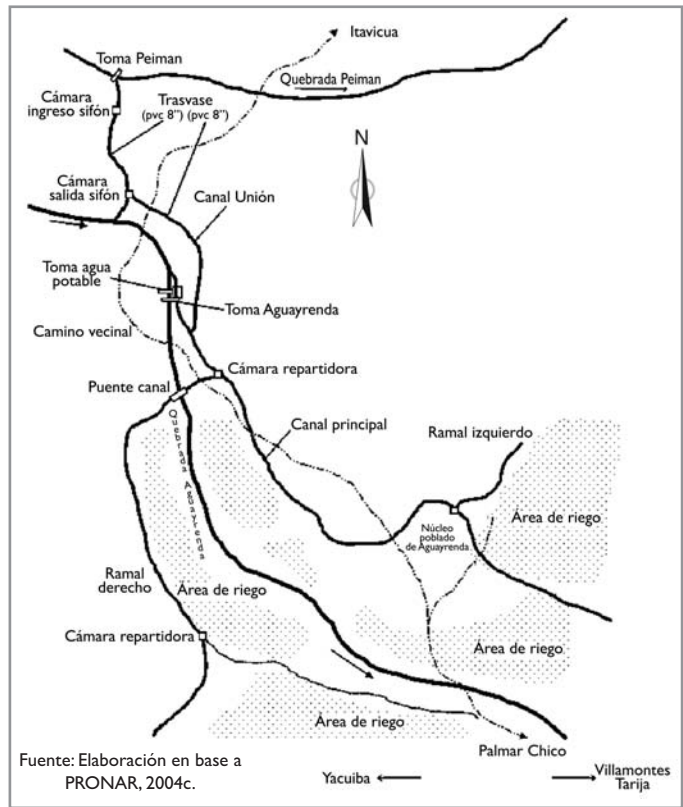 Itavicua
Toma Peiman
Quebrada Peiman
Cámara
ingreso sifón
Trasvase
(pvc 8") (pvc 8")
N
Cámara
salida sifón
Canal Unión
Toma agua
potable
Toma Aguayrenda
Camino vecinal
Cámara repartidora
Puente canal
Quebrada Aguayrenda
Canal principal
Ramal izquierdo
Núcleo
poblado
de Aguayrenda
Área de riego
Ramal
derecho
Área de riego
Cámara repartidora
Área de riego
Área de riego
Palmar Chico
Fuente: Elaboración en base a
PRONAR, 2004c.
Yacuiba
Villamontes
Tarija